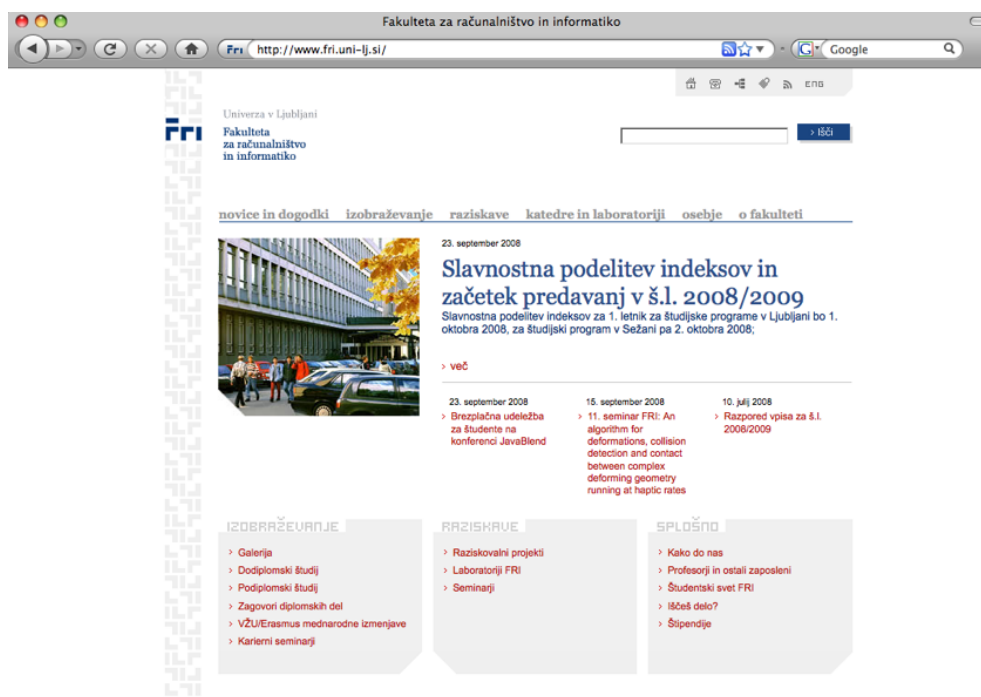 Fakulteta za računalništvo in informatiko
Fri http://www.fri.uni-lj.si/
G Google
ENG
Univerza v Ljubljani
Fri
Fakulteta
za računalništvo
in informatiko
› Išči
novice in dogodki izobraževanje raziskave katedre in laboratoriji osebje o fakulteti
23. september 2008
Slavnostna podelitev indeksov in
začetek predavanj v š.l. 2008/2009
Slavnostna podelitev indeksov za 1. letnik za študijske programe v Ljubljani bo 1.
oktobra 2008, za študijski program v Sežani pa 2. oktobra 2008;
› več
23. september 2008
› Brezplačna udeležba
za študente na
konferenci JavaBlend
15. september 2008
› 11. seminar FRI: An
algorithm for
deformations, collision
detection and contact
between complex
deforming geometry
running at haptic rates
10. julij 2008
› Razpored vpisa za š.l.
2008/2009
IZOBRAŽEVANJE
› Galerija
› Dodiplomski študij
› Podiplomski študij
› Zagovori diplomskih del
› VŽU/Erasmus mednarodne izmenjave
› Karierni seminarji
RAZISKAVE
› Raziskovalni projekti
› Laboratoriji FRI
› Seminarji
SPLOŠNO
› Kako do nas
› Profesorji in ostali zaposleni
› Študentski svet FRI
› Iščeš delo?
› Štipendije